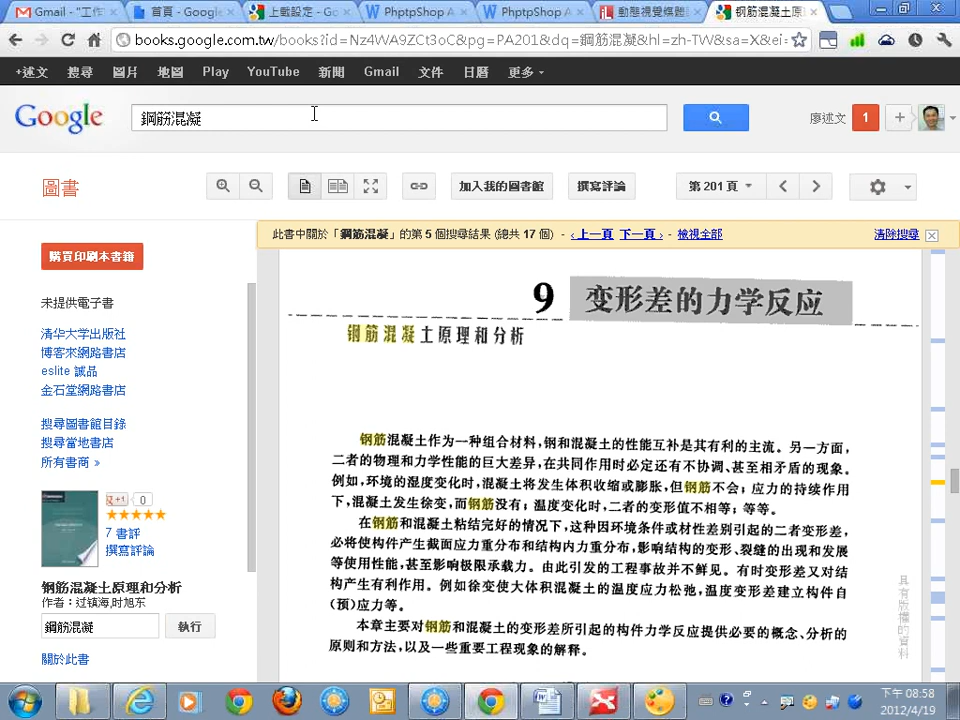 Gmail - "工作
首頁 - Google
上戰設定 - Go
PhptpShop A
PhptpShop A
動態視覺媒體
钢筋混凝土原
books.google.com.tw/books?id=Nz4WA9ZCt3oC&pg=PA201&dq=鋼筋混凝&hl=zh-TW&sa=X&ei=
+述文 搜尋 圖片 地圖 Play YouTube 新聞 Gmail 文件 日曆 更多
Google
鋼筋混凝
廖述文
1
+
圖書
加入我的圖書館
撰寫評論
第 201 頁
購買印刷本書籍
此書中關於「鋼筋混凝」的第 5 個搜尋結果 (總共 17 個) - ‹ 上一頁 下一頁 › - 檢視全部
清除搜尋
未提供電子書
清华大学出版社
博客來網路書店
eslite 誠品
金石堂網路書店
搜尋圖書館目錄
搜尋當地書店
所有書商 »
+1 0
7 書評
撰寫評論
钢筋混凝土原理和分析
作者：过镇海,时旭东
鋼筋混凝
執行
關於此書
9 变形差的力学反应
钢筋混凝土原理和分析
钢筋混凝土作为一种组合材料，钢和混凝土的性能互补是其有利的主流。另一方面，
二者的物理和力学性能的巨大差异，在共同作用时必定还有不协调、甚至相矛盾的现象。
例如，环境的湿度变化时，混凝土将发生体积收缩或膨胀，但钢筋不会；应力的持续作用
下，混凝土发生徐变，而钢筋没有；温度变化时，二者的变形值不相等；等等。
在钢筋和混凝土粘结完好的情况下，这种因环境条件或材性差别引起的二者变形差，
必将使构件产生截面应力重分布和结构内力重分布，影响结构的变形、裂缝的出现和发展
等使用性能，甚至影响极限承载力。由此引发的工程事故并不鲜见。有时变形差又对结
构产生有利作用。例如徐变使大体积混凝土的温度应力松弛，温度变形差建立构件自
（预）应力等。
本章主要对钢筋和混凝土的变形差所引起的构件力学反应提供必要的概念、分析的
原则和方法，以及一些重要工程现象的解释。
具有版權的資料
下午 08:58
2012/4/19